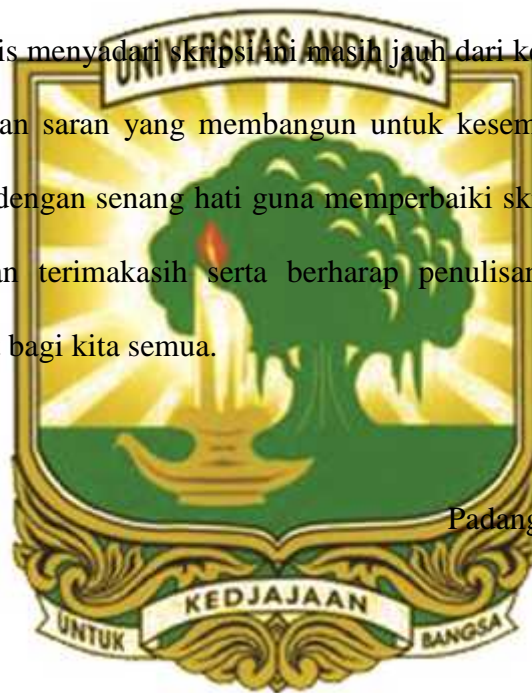 UNIVERSITAS ANDALAS
is menyadari skripsi ini masih jauh dari k
an saran yang membangun untuk kesem
dengan senang hati guna memperbaiki sk
an terimakasih serta berharap penulisan
bagi kita semua.
Padang
KEDJAJAAN
UNTUK BANGSA